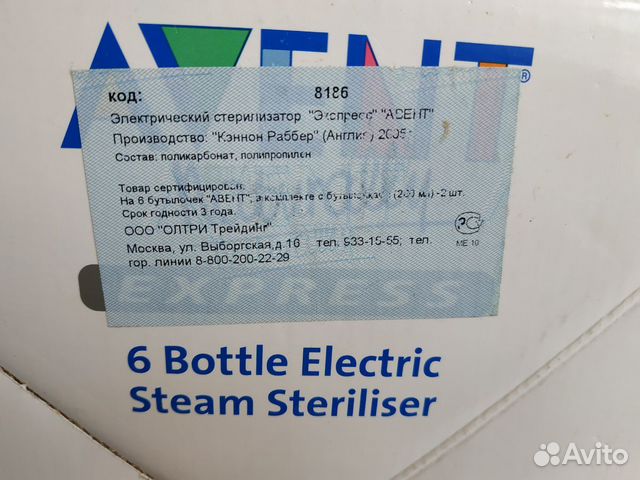 AVENT®
код: 8186
Электрический стерилизатор "Экспресс" "АВЕНТ"
Производство: "Кэннон Раббер" (Англия) 2005г
Состав: поликарбонат, полипропилен
Товар сертифицирован.
На 6 бутылочек "АВЕНТ", в комплекте с бутылочкой (260 мл) -2 шт.
Срок годности 3 года.
ООО "ОЛТРИ Трейдинг"
Москва, ул. Выборгская,д.16 тел. 933-15-55; тел.
гор. линии 8-800-200-22-29
РСТ
МЕ 10
EXPRESS
6 Bottle Electric
Steam Steriliser
Avito